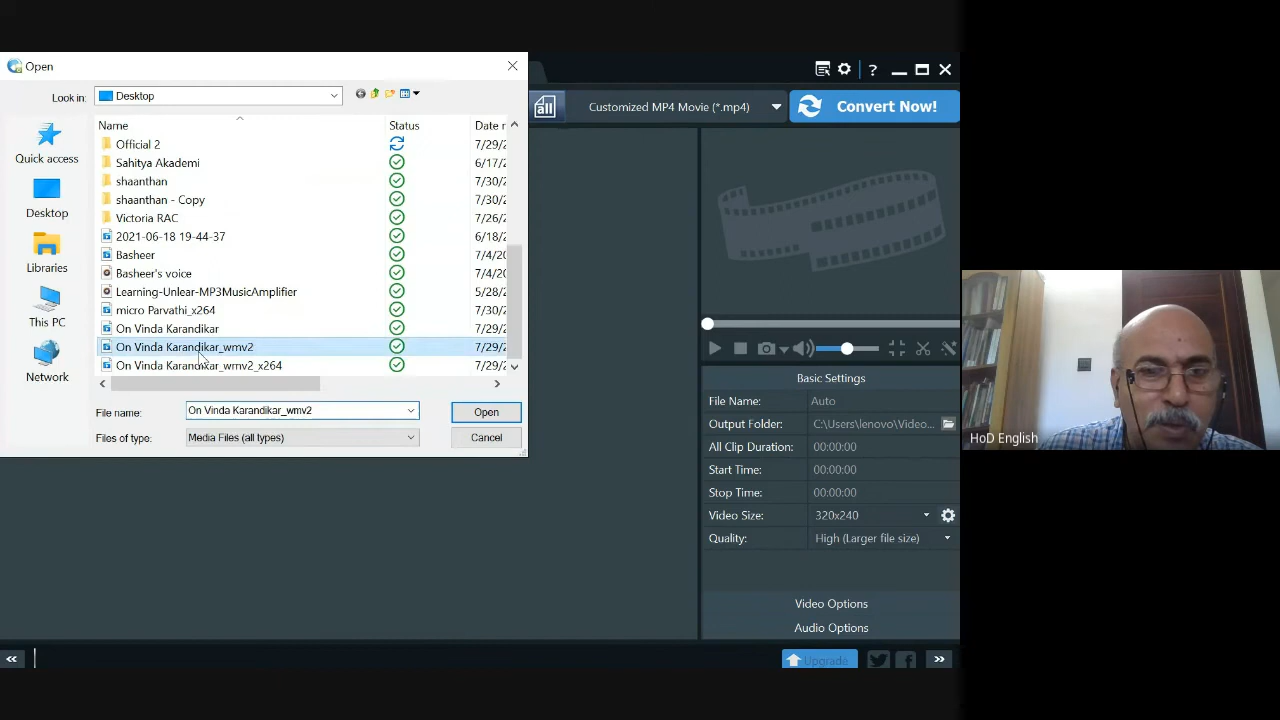 Open
Look in:
Desktop
Name
Status
Date r
Official 2
7/29/2
Sahitya Akademi
6/17/2
shaanthan
7/30/2
shaanthan - Copy
7/30/2
Victoria RAC
7/26/2
2021-06-18 19-44-37
6/18/2
Basheer
7/4/20
Basheer's voice
7/4/20
Learning-Unlear-MP3MusicAmplifier
5/28/2
micro Parvathi_x264
7/30/2
On Vinda Karandikar
7/29/2
On Vinda Karandikar_wmv2
7/29/2
On Vinda Karandikar_wmv2_x264
7/29/2
Quick access
Desktop
Libraries
This PC
Network
File name:
On Vinda Karandikar_wmv2
Open
Files of type:
Media Files (all types)
Cancel
all
Customized MP4 Movie (*.mp4)
Convert Now!
Basic Settings
File Name:
Auto
Output Folder:
C:\Users\lenovo\Video...
All Clip Duration:
00:00:00
Start Time:
00:00:00
Stop Time:
00:00:00
Video Size:
320x240
Quality:
High (Larger file size)
Video Options
Audio Options
Upgrade
HoD English